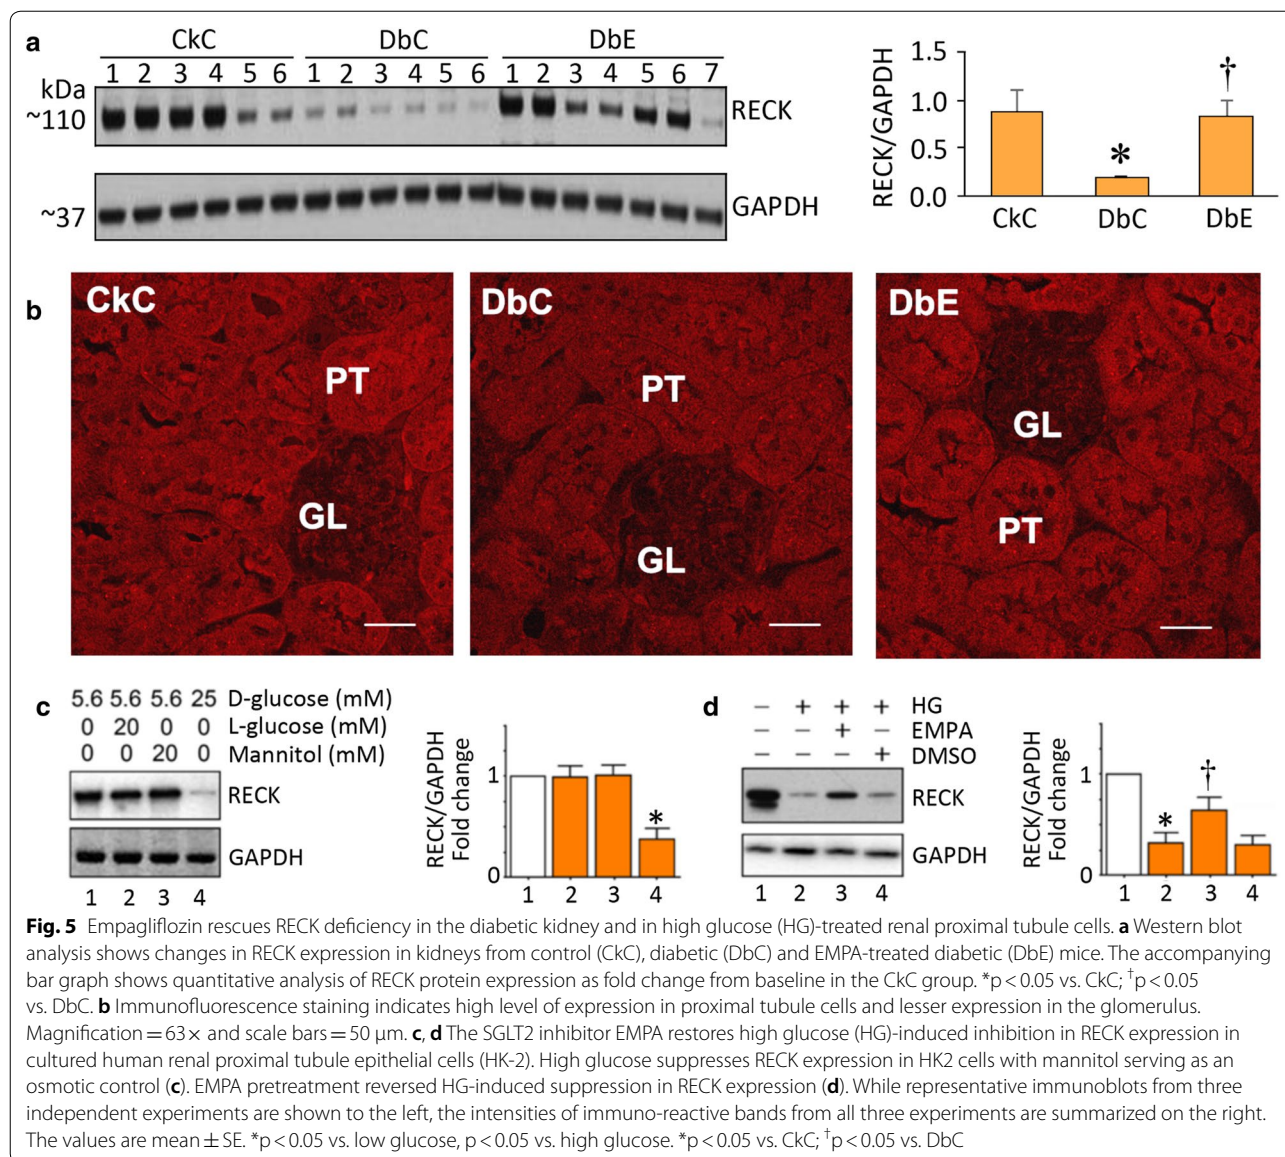 a
CkC DbC DbE
1 2 3 4 5 6 1 2 3 4 5 6 1 2 3 4 5 6 7
kDa
~110
RECK
~37
GAPDH
RECK/GAPDH
1.5
1.0
0.5
0.0
*
†
CkC DbC DbE
b
CkC
PT
GL
DbC
PT
GL
DbE
GL
PT
c
5.6 5.6 5.6 25 D-glucose (mM)
0 20 0 0 L-glucose (mM)
0 0 20 0 Mannitol (mM)
RECK
GAPDH
1 2 3 4
RECK/GAPDH
Fold change
1
0
*
1 2 3 4
d
– + + + HG
– – + – EMPA
– – – + DMSO
RECK
GAPDH
1 2 3 4
RECK/GAPDH
Fold change
1
0
*
†
1 2 3 4
Fig. 5 Empagliflozin rescues RECK deficiency in the diabetic kidney and in high glucose (HG)-treated renal proximal tubule cells. a Western blot
analysis shows changes in RECK expression in kidneys from control (CkC), diabetic (DbC) and EMPA-treated diabetic (DbE) mice. The accompanying
bar graph shows quantitative analysis of RECK protein expression as fold change from baseline in the CkC group. *p < 0.05 vs. CkC; †p < 0.05
vs. DbC. b Immunofluorescence staining indicates high level of expression in proximal tubule cells and lesser expression in the glomerulus.
Magnification = 63× and scale bars = 50 μm. c, d The SGLT2 inhibitor EMPA restores high glucose (HG)-induced inhibition in RECK expression in
cultured human renal proximal tubule epithelial cells (HK-2). High glucose suppresses RECK expression in HK2 cells with mannitol serving as an
osmotic control (c). EMPA pretreatment reversed HG-induced suppression in RECK expression (d). While representative immunoblots from three
independent experiments are shown to the left, the intensities of immuno-reactive bands from all three experiments are summarized on the right.
The values are mean ± SE. *p < 0.05 vs. low glucose, p < 0.05 vs. high glucose. *p < 0.05 vs. CkC; †p < 0.05 vs. DbC